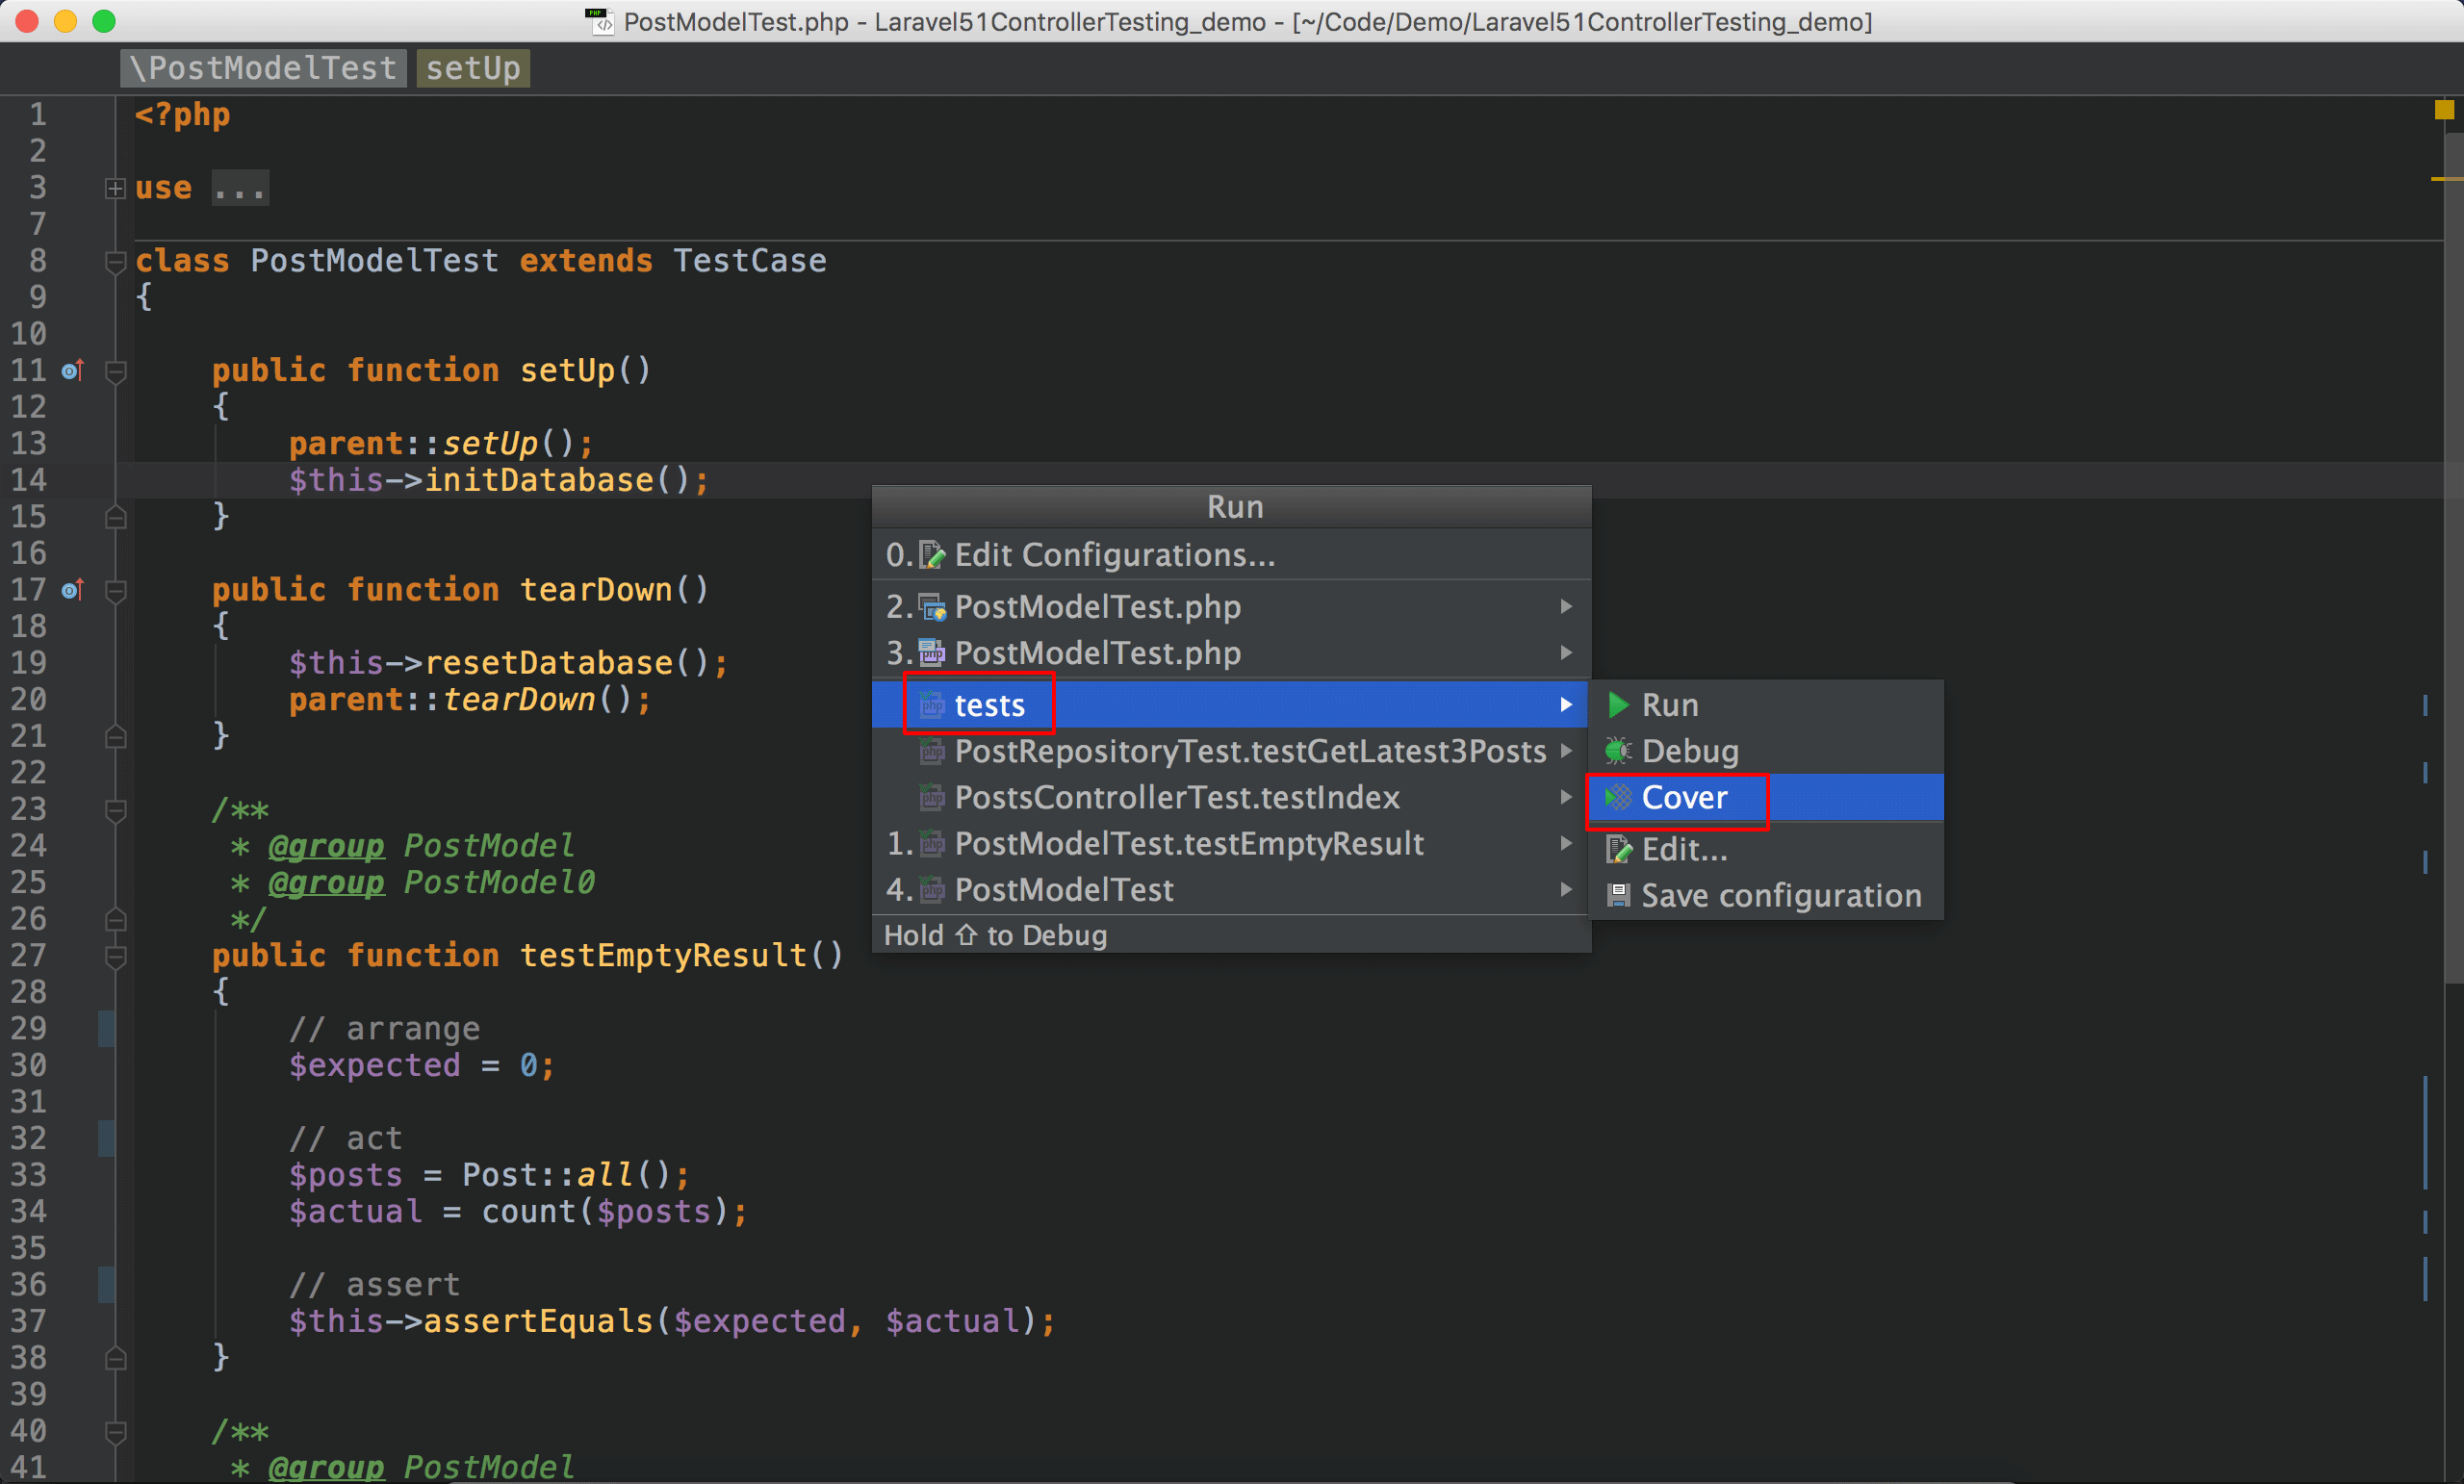 PostModelTest.php - Laravel51ControllerTesting_demo - [~/Code/Demo/Laravel51ControllerTesting_demo]
\PostModelTest setUp
1 <?php
2
3 use ...
7
8 class PostModelTest extends TestCase
9 {
10
11 public function setUp()
12 {
13 parent::setUp();
14 $this->initDatabase();
15 }
16
17 public function tearDown()
18 {
19 $this->resetDatabase();
20 parent::tearDown();
21 }
22
23 /**
24 * @group PostModel
25 * @group PostModel0
26 */
27 public function testEmptyResult()
28 {
29 // arrange
30 $expected = 0;
31
32 // act
33 $posts = Post::all();
34 $actual = count($posts);
35
36 // assert
37 $this->assertEquals($expected, $actual);
38 }
39
40 /**
41 * @group PostModel
Run
0. Edit Configurations...
2. PostModelTest.php
3. PostModelTest.php
tests
PostRepositoryTest.testGetLatest3Posts
PostsControllerTest.testIndex
1. PostModelTest.testEmptyResult
4. PostModelTest
Hold ⇧ to Debug
Run
Debug
Cover
Edit...
Save configuration